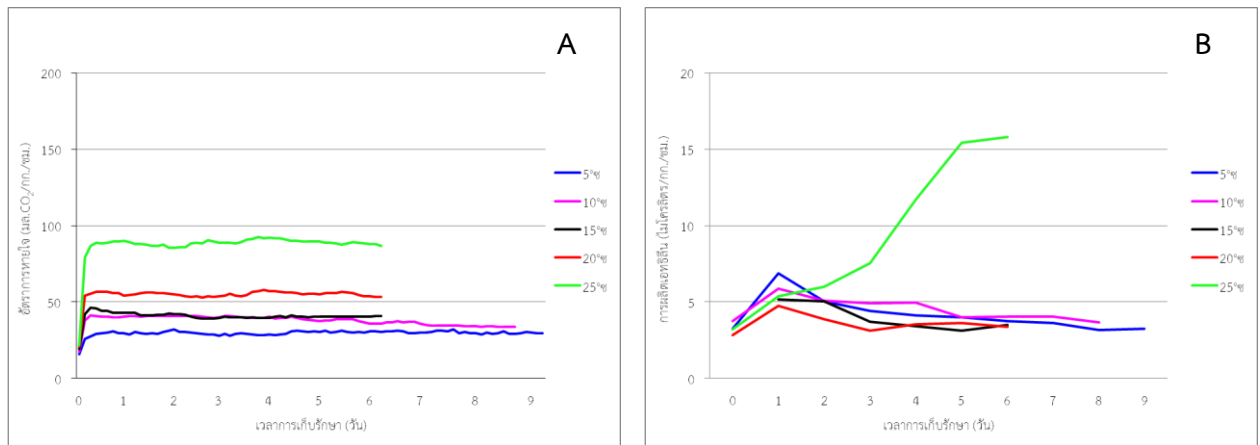 A
200
150
100
50
0
0 1 2 3 4 5 6 7 8 9
อัตราการหายใจ (มล.CO₂/กก./ชม.)
เวลาการเก็บรักษา (วัน)
5°ซ
10°ซ
15°ซ
20°ซ
25°ซ
B
20
15
10
5
0
0 1 2 3 4 5 6 7 8 9
การผลิตเอทธิลีน (ไมโครลิตร/กก./ชม.)
เวลาการเก็บรักษา (วัน)
5°ซ
10°ซ
15°ซ
20°ซ
25°ซ